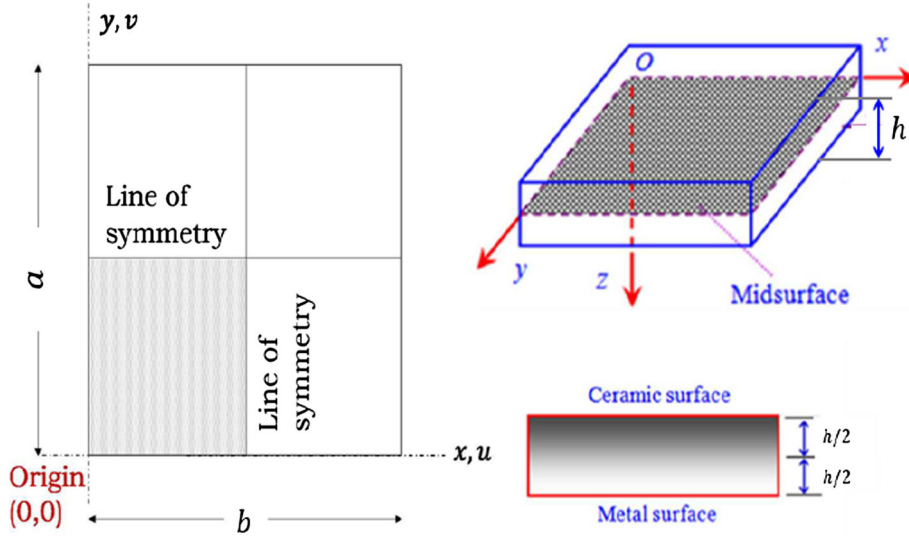 y, v
a
Line of
symmetry
Line of
symmetry
x, u
Origin
(0,0)
b
O
x
h
y
z
Midsurface
Ceramic surface
h/2
h/2
Metal surface